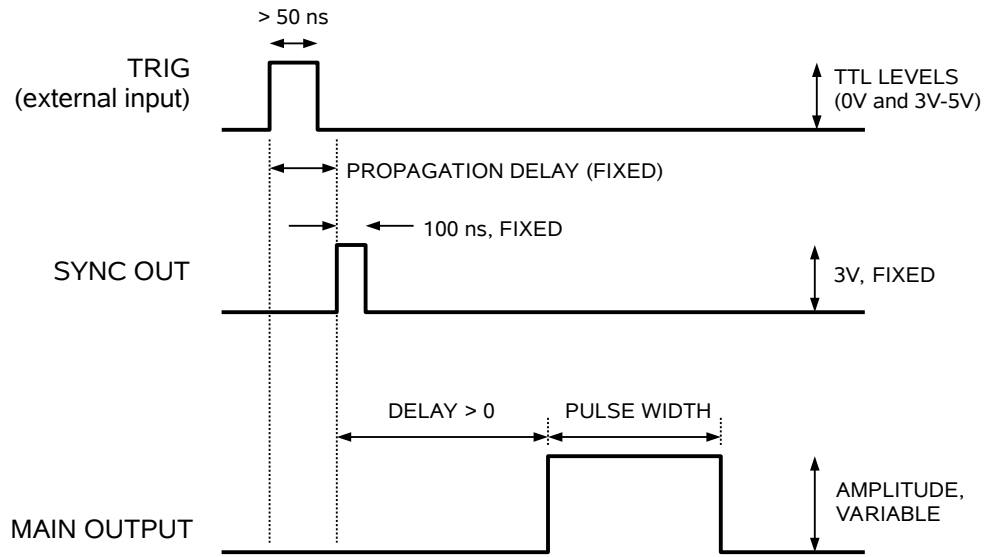 > 50 ns
TRIG
(external input)
TTL LEVELS
(0V and 3V-5V)
PROPAGATION DELAY (FIXED)
100 ns, FIXED
SYNC OUT
3V, FIXED
DELAY > 0
PULSE WIDTH
AMPLITUDE,
VARIABLE
MAIN OUTPUT